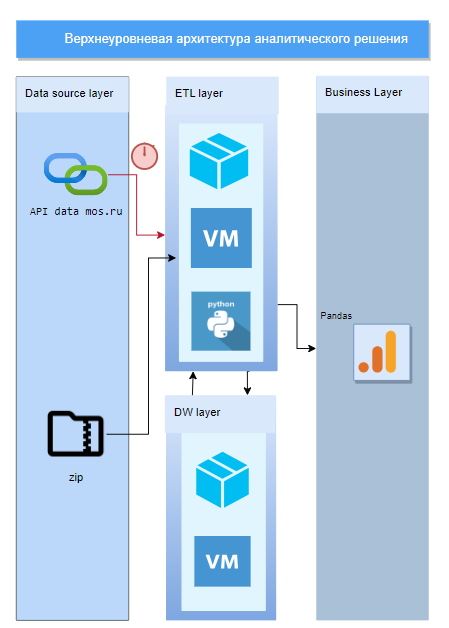 Верхнеуровневая архитектура аналитического решения
Data source layer
ETL layer
Business Layer
API data mos.ru
VM
python
Pandas
DW layer
zip
VM